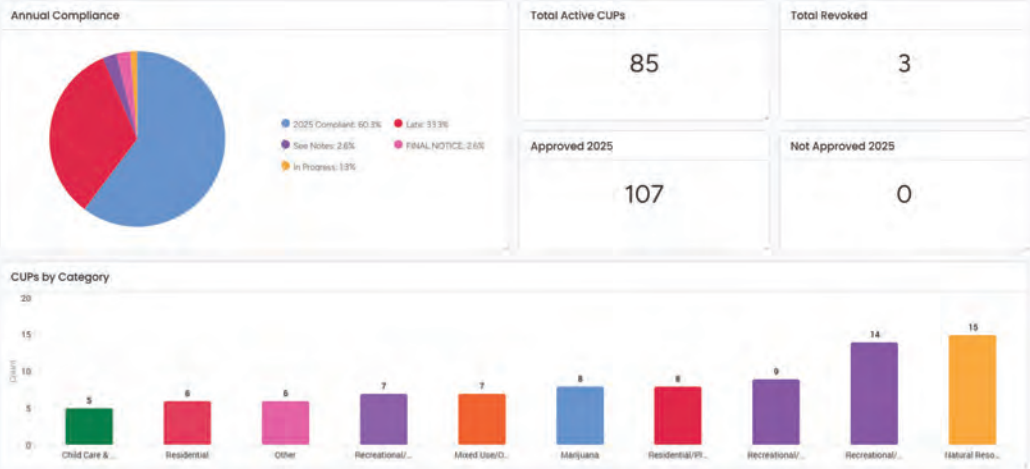 Annual Compliance
2025 Compliant: 60.3%
Late: 33.3%
See Notes: 2.6%
FINAL NOTICE: 2.6%
In Progress: 1.3%
Total Active CUPs
85
Total Revoked
3
Approved 2025
107
Not Approved 2025
0
CUPs by Category
20
15
10
5
0
Count
5
6
6
7
7
8
8
9
14
15
Child Care & ...
Residential
Other
Recreational/...
Mixed Use/O...
Marijuana
Residential/Pl...
Recreational/...
Recreational/...
Natural Reso...